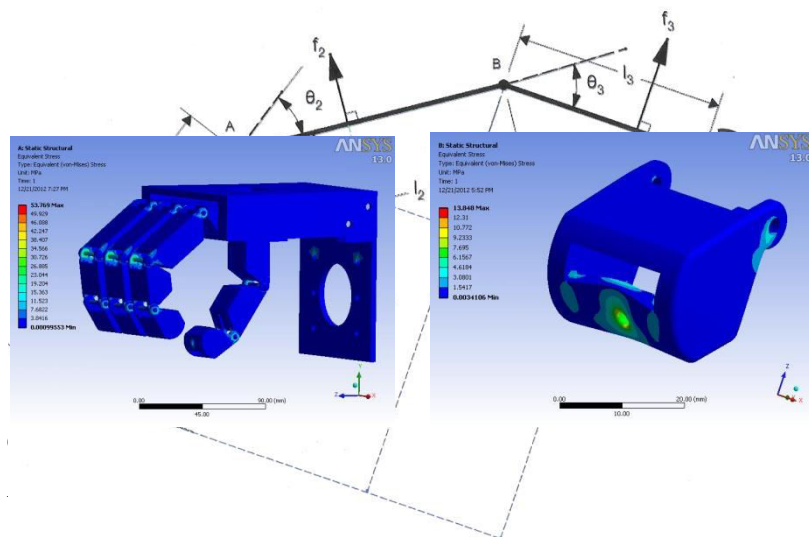 f2
f3
B
l3
θ2
θ3
A
l2
A: Static Structural
Equivalent Stress
Type: Equivalent (von-Mises) Stress
Unit: MPa
Time: 1
12/21/2012 7:27 PM
ANSYS
13.0
53.769 Max
49.929
46.088
42.247
38.407
34.566
30.726
26.885
23.044
19.204
15.363
11.523
7.6822
3.8416
0.00099553 Min
0.00
90.00 (mm)
45.00
Y
Z
X
B: Static Structural
Equivalent Stress
Type: Equivalent (von-Mises) Stress
Unit: MPa
Time: 1
12/21/2012 5:52 PM
ANSYS
13.0
13.848 Max
12.31
10.772
9.2333
7.695
6.1567
4.6184
3.0801
1.5417
0.0034106 Min
0.00
20.00 (mm)
10.00
Z
X